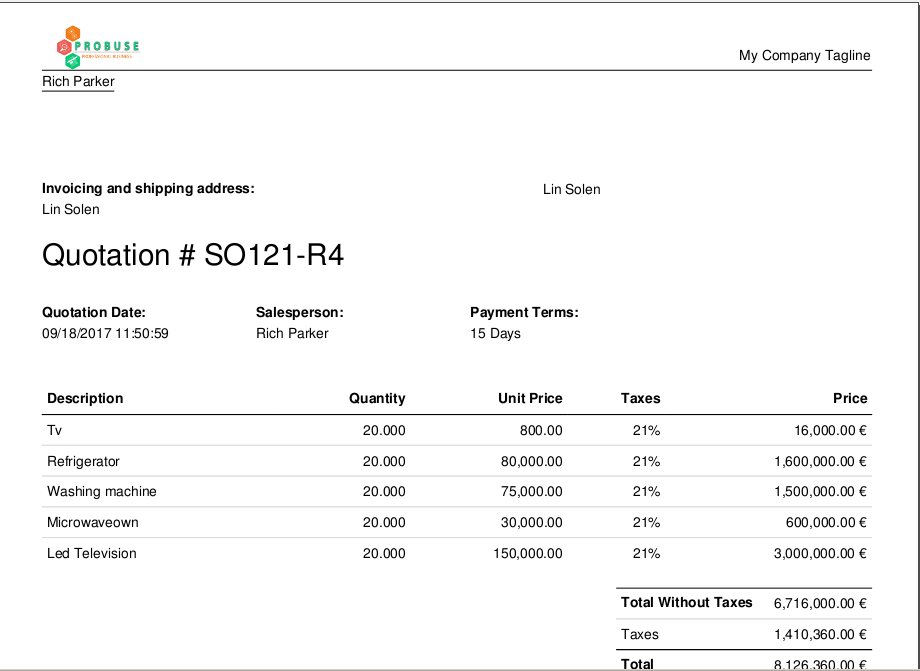 PROBUSE
PROFESSIONAL BUSINESS
My Company Tagline
Rich Parker
Invoicing and shipping address:
Lin Solen
Lin Solen
Quotation # SO121-R4
Quotation Date: Salesperson: Payment Terms:
09/18/2017 11:50:59 Rich Parker 15 Days
Description Quantity Unit Price Taxes Price
Tv 20.000 800.00 21% 16,000.00 €
Refrigerator 20.000 80,000.00 21% 1,600,000.00 €
Washing machine 20.000 75,000.00 21% 1,500,000.00 €
Microwaveown 20.000 30,000.00 21% 600,000.00 €
Led Television 20.000 150,000.00 21% 3,000,000.00 €
Total Without Taxes 6,716,000.00 €
Taxes 1,410,360.00 €
Total 8,126,360.00 €